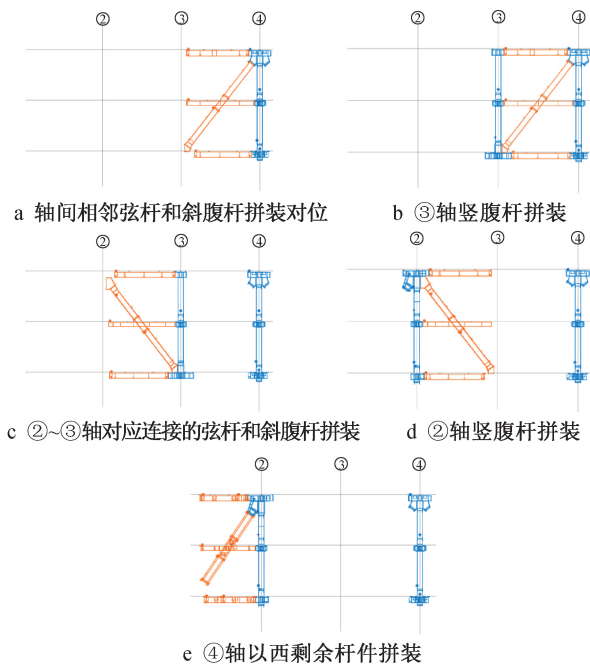 ② ③ ④
② ③ ④
a 轴间相邻弦杆和斜腹杆拼装对位
b ③轴竖腹杆拼装
② ③ ④
② ③ ④
c ②~③轴对应连接的弦杆和斜腹杆拼装
d ②轴竖腹杆拼装
② ③ ④
e ④轴以西剩余杆件拼装